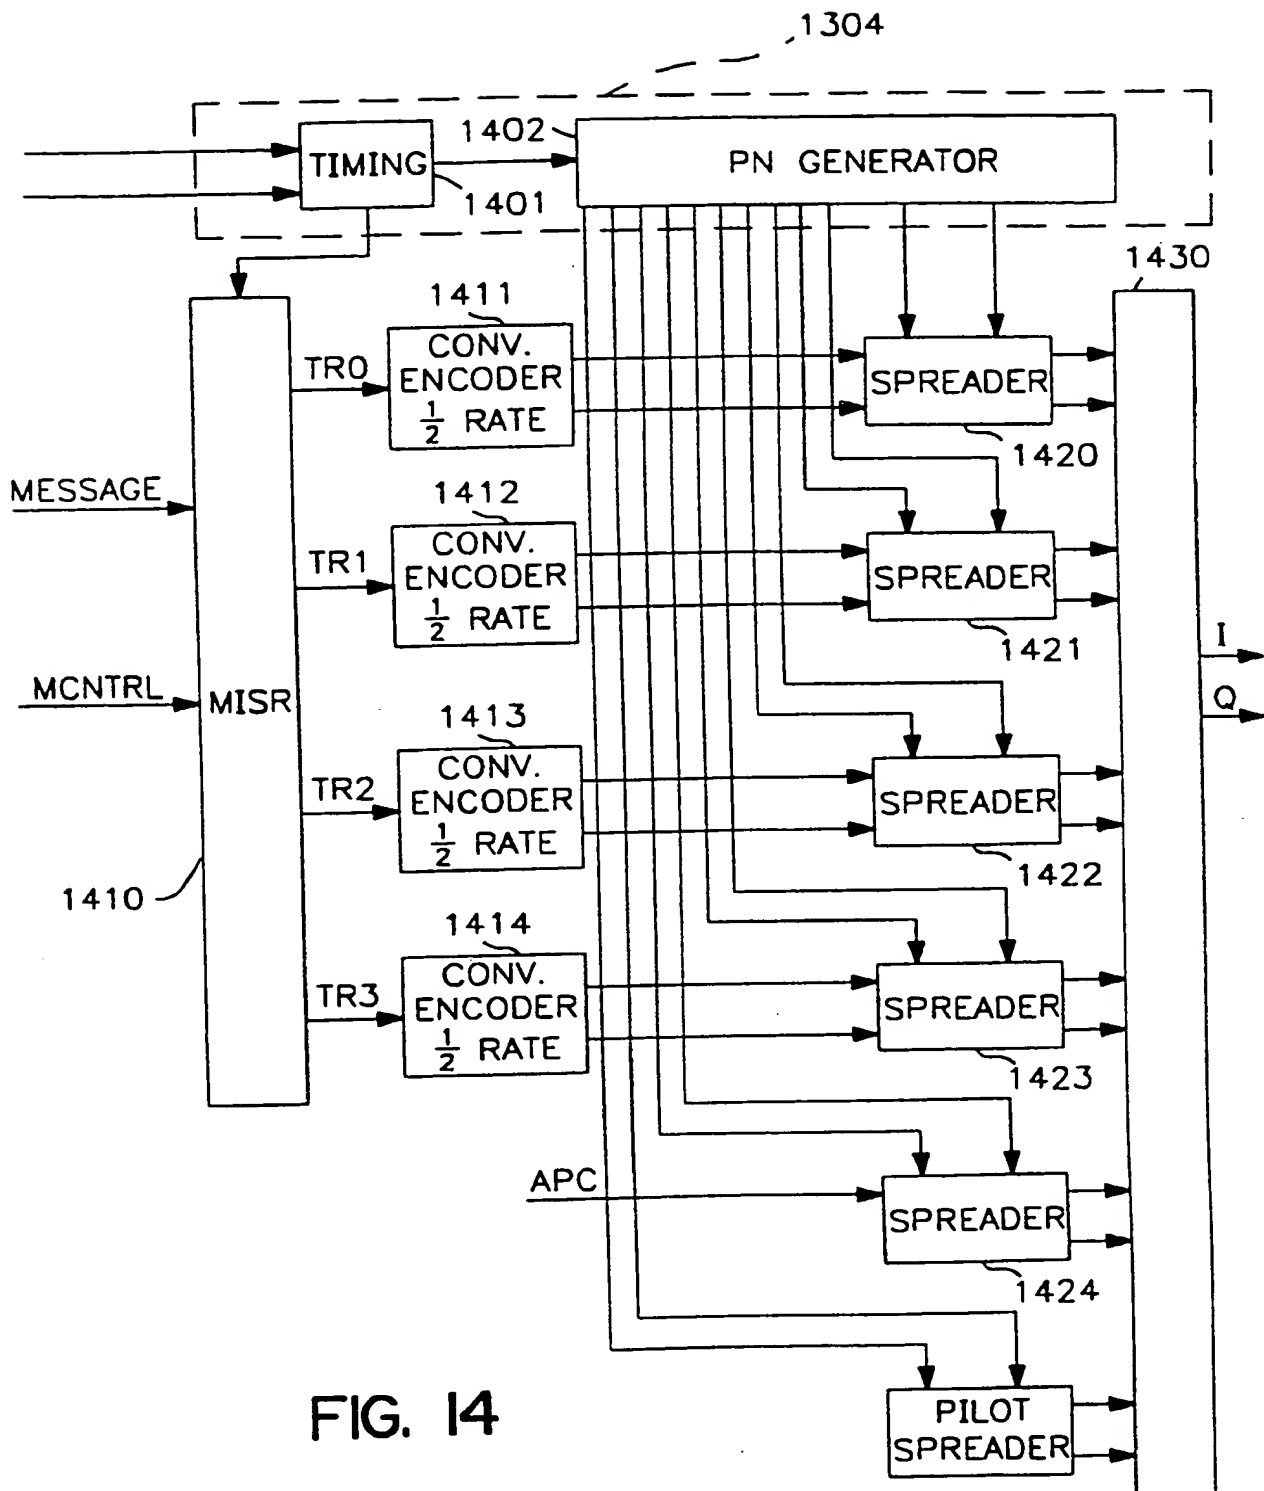 1304
1402
TIMING
PN GENERATOR
1401
1430
1411
CONV.
ENCODER
1/2 RATE
TR0
SPREADER
1420
MESSAGE
1412
CONV.
ENCODER
1/2 RATE
TR1
SPREADER
1421
I
MCNTRL
MISR
Q
1413
CONV.
ENCODER
1/2 RATE
TR2
SPREADER
1422
1410
1414
CONV.
ENCODER
1/2 RATE
TR3
SPREADER
1423
APC
SPREADER
1424
PILOT
SPREADER
FIG. 14